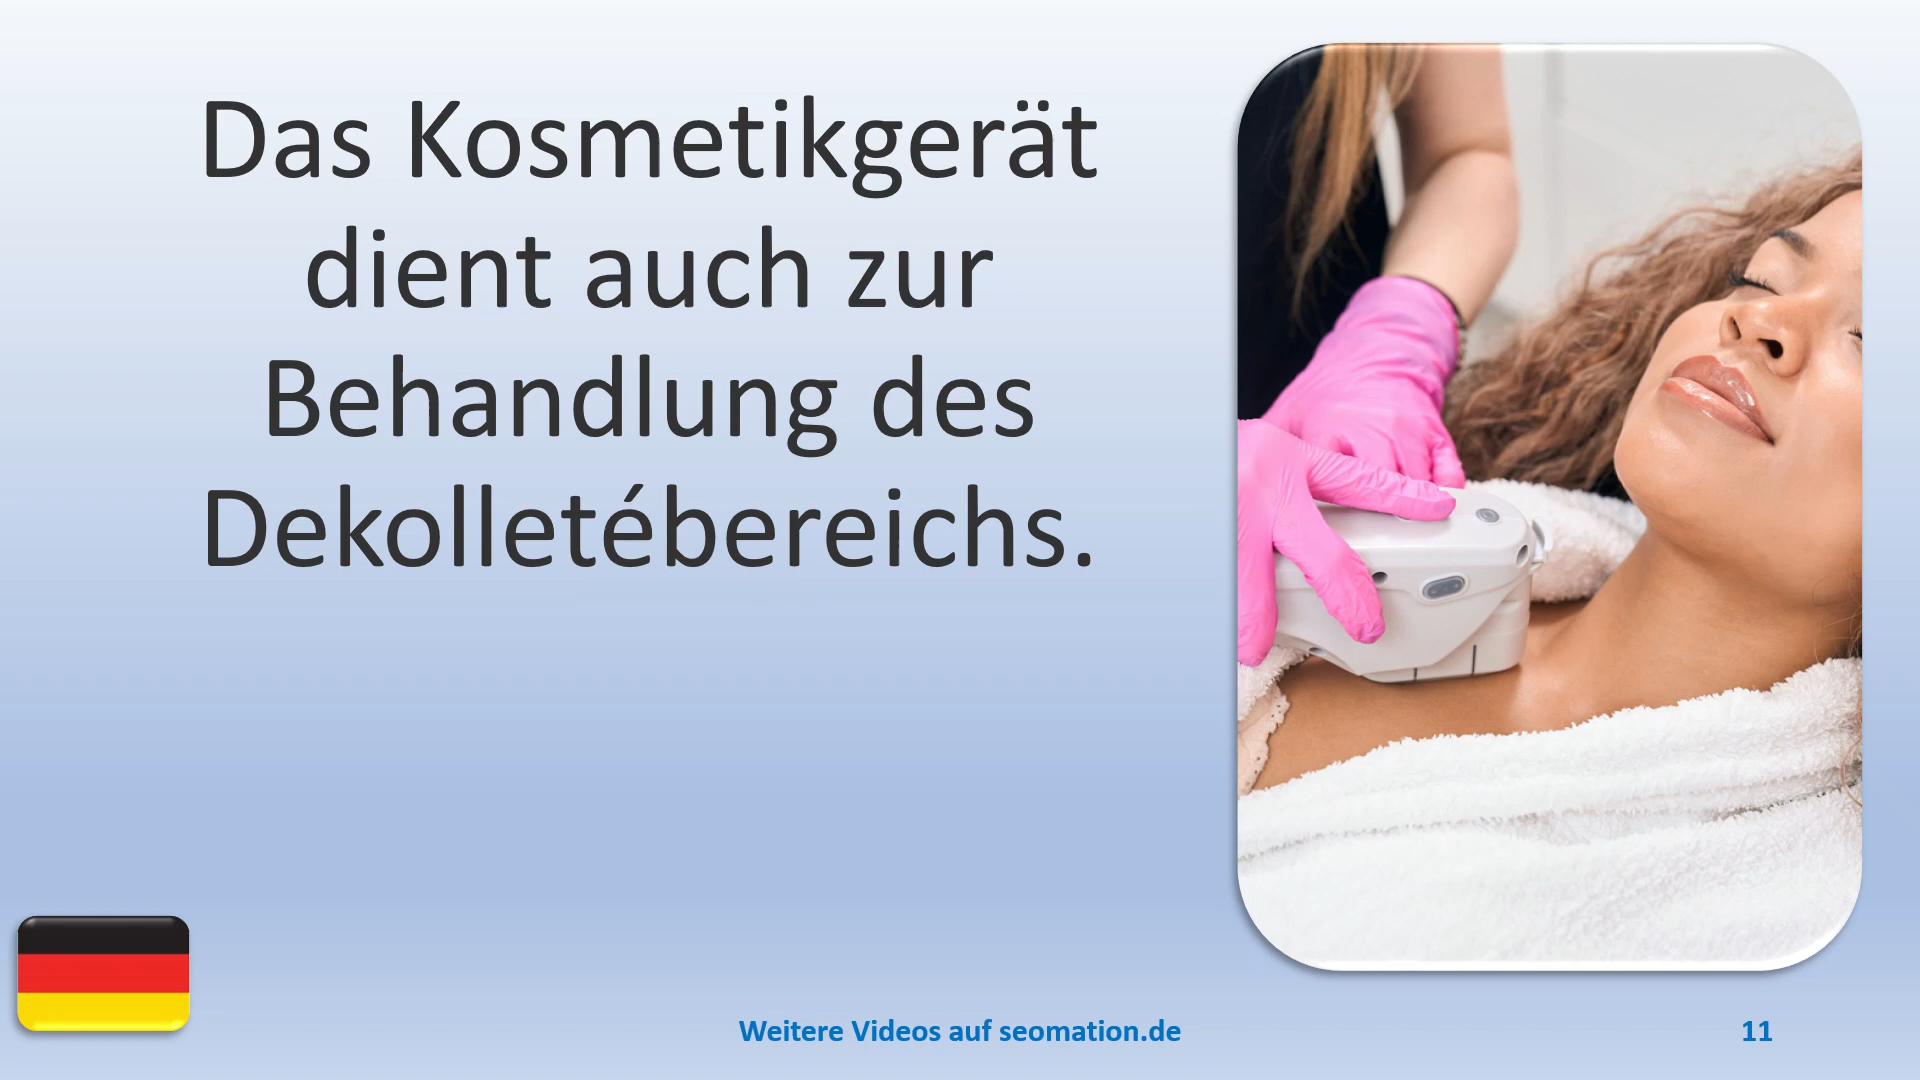 Das Kosmetikgerät
dient auch zur
Behandlung des
Dekolletébereichs.
Weitere Videos auf seomation.de
11